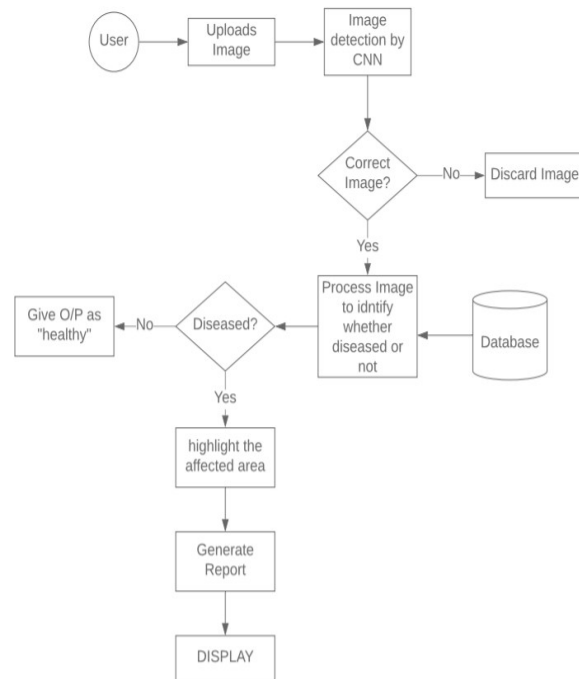 User
Uploads
Image
Image
detection by
CNN
Correct
Image?
No
Discard Image
Yes
Process Image
to idntify
whether
diseased or
not
Database
Diseased?
No
Give O/P as
"healthy"
Yes
highlight the
affected area
Generate
Report
DISPLAY